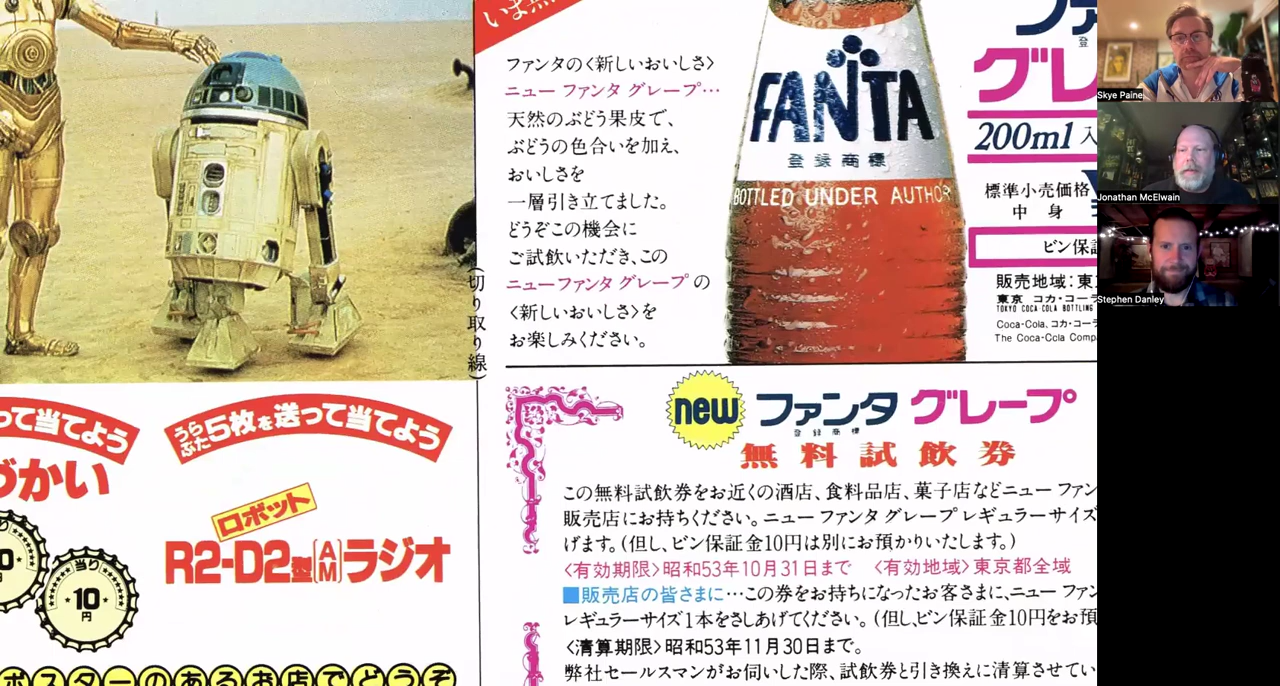 いま無
ファンタの〈新しいおいしさ〉
ニュー ファンタ グレープ…
天然のぶどう果皮で、
ぶどうの色合いを加え、
おいしさを
一層引き立てました。
どうぞこの機会に
ご試飲いただき、この
ニューファンタ グレープ の
〈新しいおいしさ〉を
お楽しみください。
(切り取り線)
FANTA
登録商標
BOTTLED UNDER AUTHOR
ファ
登
グレ
200ml 入
標準小売価格
中 身
ビン保証
販売地域:東京
東京 コカ・コーラ
TOKYO COCA-COLA BOTTLING
Coca-Cola、コカ・コーラ
The Coca-Cola Comp
Skye Paine
Jonathan McElwain
Stephen Danley
って当てよう
づかい
0
当り
10
円
うらぶた5枚を送って当てよう
ロボット
R2-D2型[AM]ラジオ
ポスターのあるお店でどうぞ
new ファンタ グレープ
登録商標
無料試飲券
この無料試飲券をお近くの酒店、食料品店、菓子店などニュー ファン
販売店にお持ちください。ニュー ファンタ グレープ レギュラーサイズ
げます。(但し、ビン保証金10円は別にお預かりいたします。)
〈有効期限〉昭和53年10月31日まで 〈有効地域〉東京都全域
■販売店の皆さまに…この券をお持ちになったお客さまに、ニュー ファン
レギュラーサイズ1本をさしあげてください。(但し、ビン保証金10円をお預
〈清算期限〉昭和53年11月30日まで。
弊社セールスマンがお伺いした際、試飲券と引き換えに清算させてい